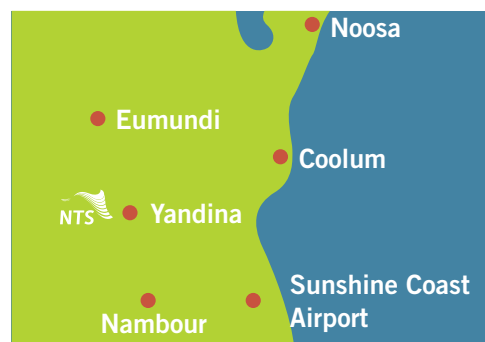 Noosa
Eumundi
Coolum
NTS
Yandina
Sunshine Coast
Airport
Nambour